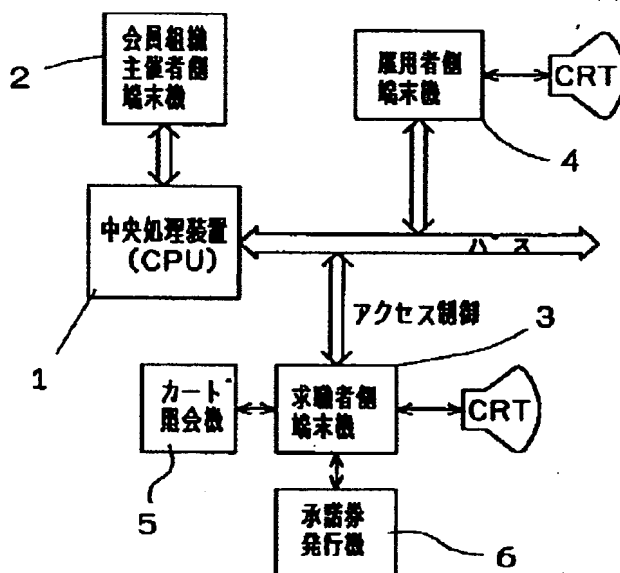 会員組織
主催者側
端末機
2
雇用者側
端末機
CRT
4
中央処理装置
(CPU)
バス
1
アクセス制御
3
カード
照会機
5
求職者側
端末機
CRT
承諾券
発行機
6